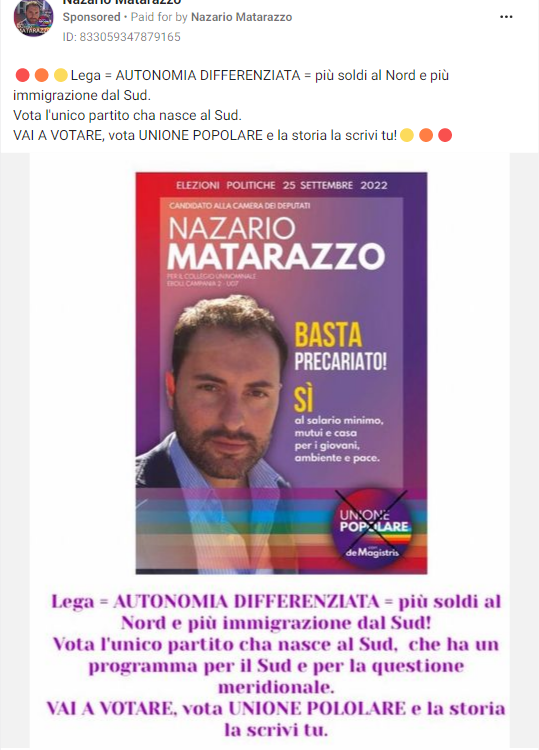 Nazario Matarazzo
Sponsored • Paid for by Nazario Matarazzo
ID: 833059347879165
🔴🟠🟡Lega = AUTONOMIA DIFFERENZIATA = più soldi al Nord e più
immigrazione dal Sud.
Vota l'unico partito cha nasce al Sud.
VAI A VOTARE, vota UNIONE POPOLARE e la storia la scrivi tu!🟡🟠🔴
ELEZIONI POLITICHE 25 SETTEMBRE 2022
CANDIDATO ALLA CAMERA DEI DEPUTATI
NAZARIO
MATARAZZO
PER IL COLLEGIO UNINOMINALE
EBOLI, CAMPANIA 2 - U07
BASTA
PRECARIATO!
SÌ
al salario minimo,
mutui e casa
per i giovani,
ambiente e pace.
UNIONE
POPOLARE
de Magistris
MATARAZZO
Lega = AUTONOMIA DIFFERENZIATA = più soldi al
Nord e più immigrazione dal Sud!
Vota l'unico partito cha nasce al Sud, che ha un
programma per il Sud e per la questione
meridionale.
VAI A VOTARE, vota UNIONE POLOLARE e la storia
la scrivi tu.